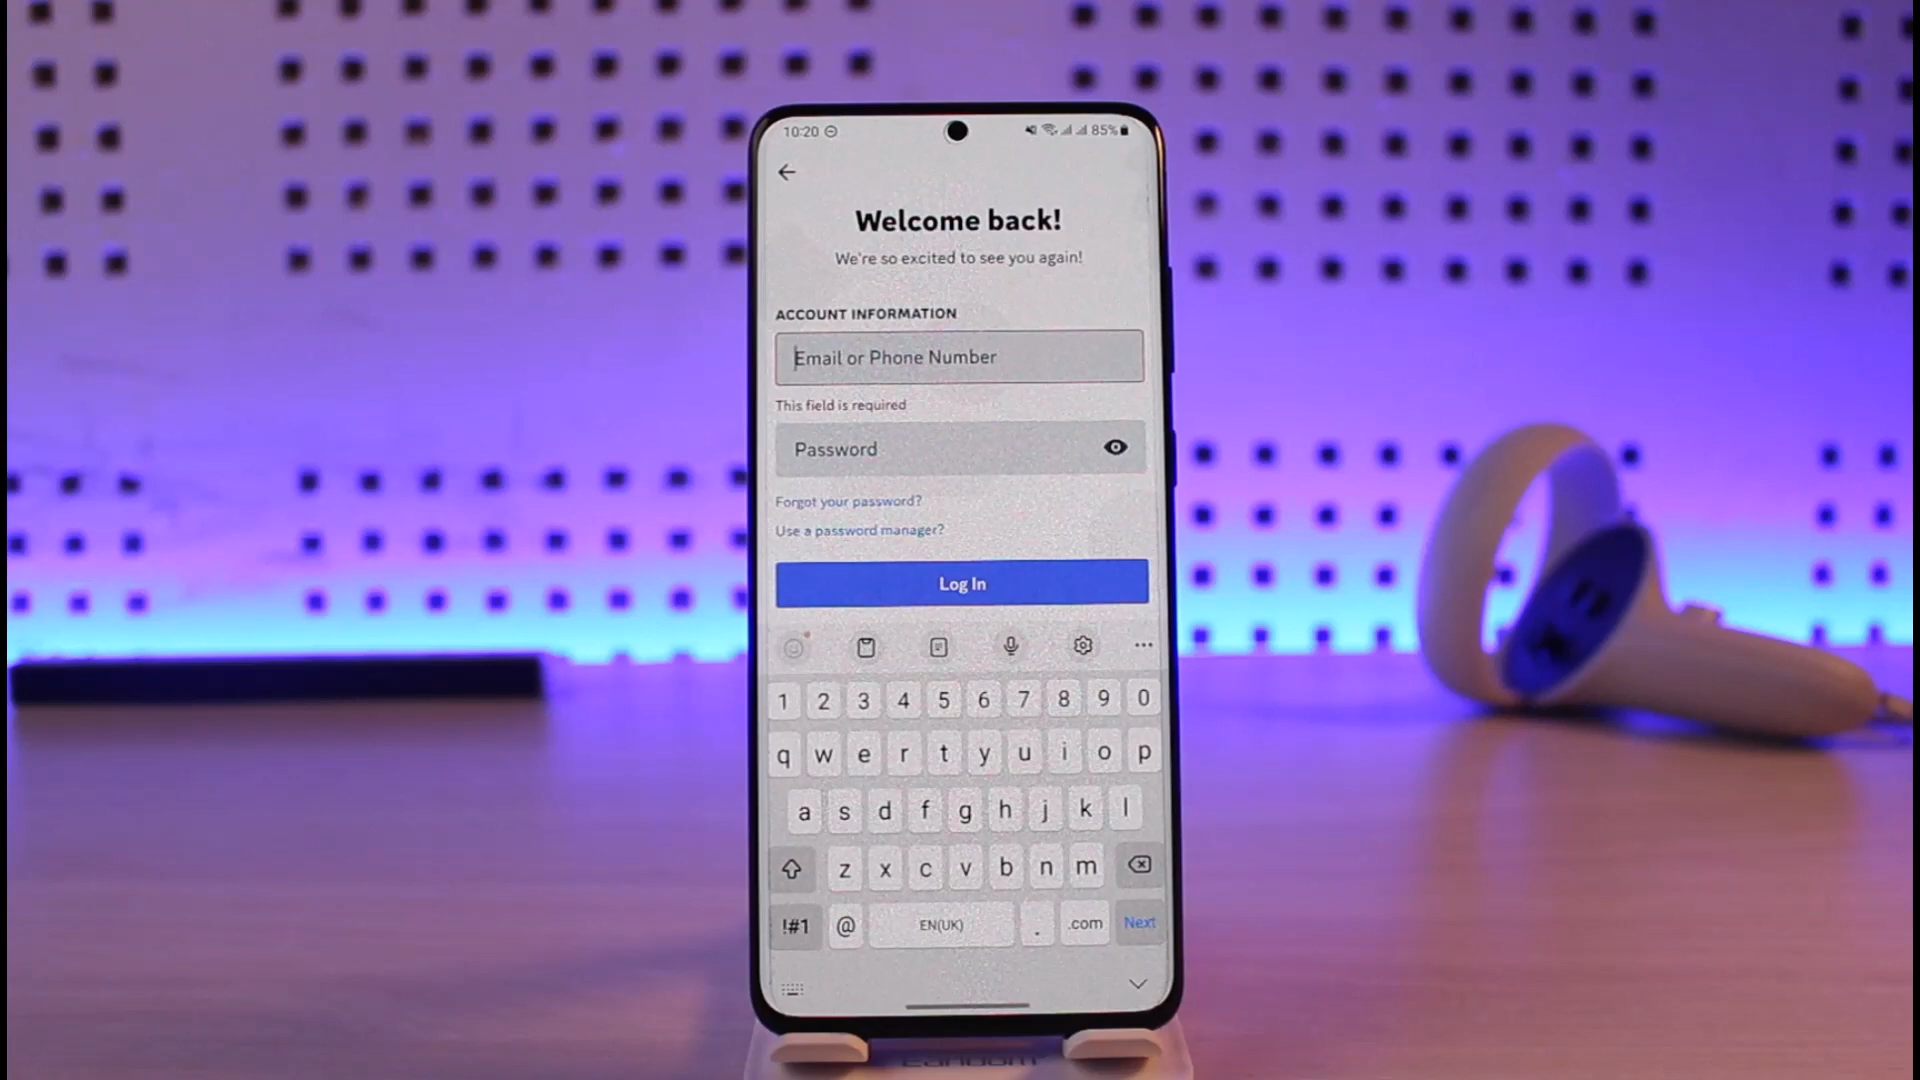 10:20 85%
Welcome back!
We're so excited to see you again!
ACCOUNT INFORMATION
Email or Phone Number
This field is required
Password
Forgot your password?
Use a password manager?
Log In
1 2 3 4 5 6 7 8 9 0
q w e r t y u i o p
a s d f g h j k l
z x c v b n m
!#1 @ EN(UK) . .com Next